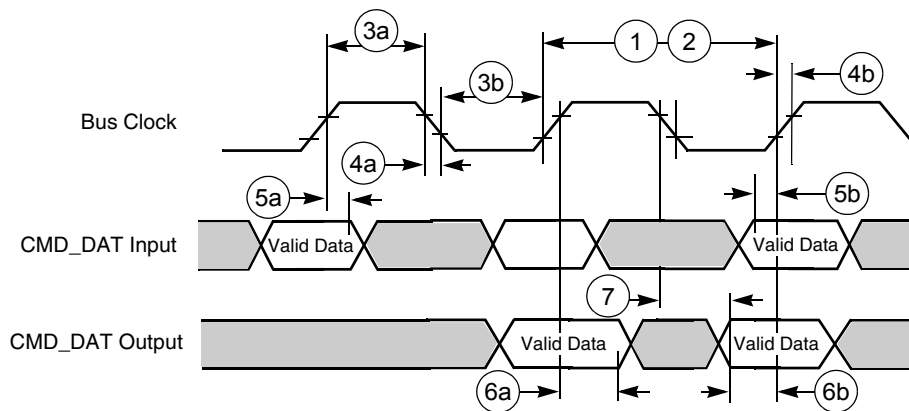 3a
1
2
3b
4b
Bus Clock
4a
5a
5b
CMD_DAT Input
Valid Data
Valid Data
7
CMD_DAT Output
Valid Data
Valid Data
6a
6b